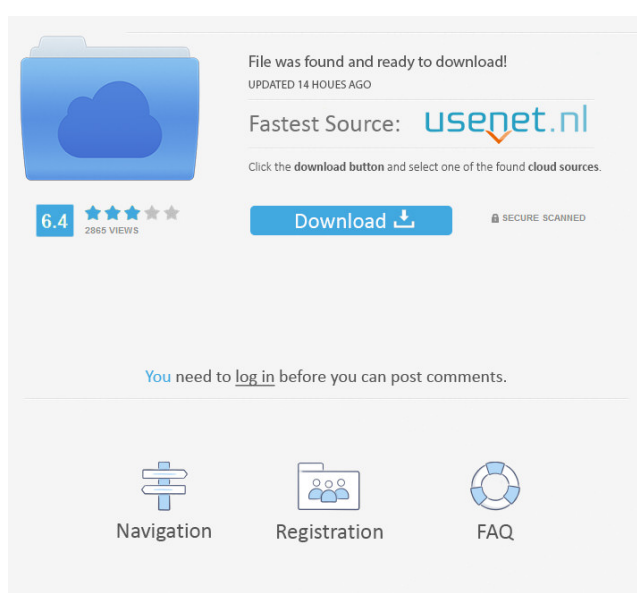 File was found and ready to download!
UPDATED 14 HOUES AGO
Fastest Source: usenet.nl
Click the download button and select one of the found cloud sources.
6.4
2865 VIEWS
Download
SECURE SCANNED
You need to log in before you can post comments.
Navigation
Registration
FAQ